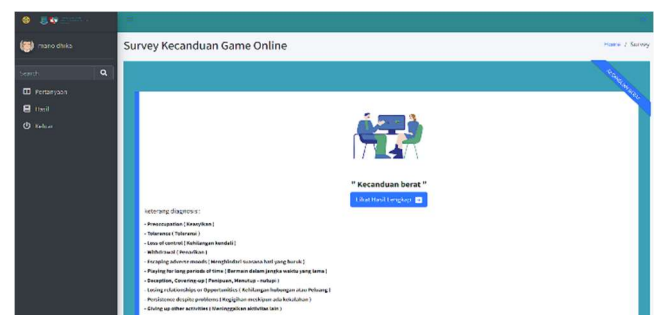 mano dhika
Search
Pertanyaan
Hasil
Keluar
Survey Kecanduan Game Online
Home / Survey
" Kecanduan berat "
Lihat Hasil Lengkap
Keterang diagnosis :
- Preoccupation ( Keasyikan )
- Tolerance ( Toleransi )
- Loss of control ( Kehilangan kendali )
- Withdrawal ( Penarikan )
- Escaping adverse moods ( Menghindari suasana hati yang buruk )
- Playing for long periods of time ( Bermain dalam jangka waktu yang lama )
- Deception, Covering-up ( Penipuan, Menutup - nutupi )
- Losing relationships or Opportunities ( Kehilangan hubungan atau Peluang )
- Persistence despite problems ( Kegigihan meskipun ada kekalahan )
- Giving up other activities ( Meninggalkan aktivitas lain )